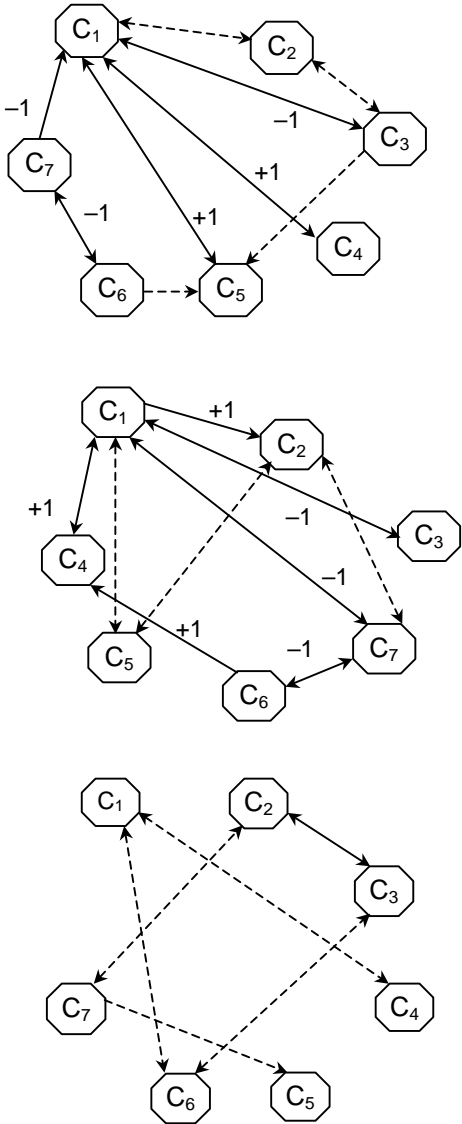 C₁
C₂
–1
C₃
–1
C₇
+1
–1
+1
C₄
C₆
C₅
C₁
+1
C₂
+1
–1
C₃
C₄
–1
+1
C₅
–1
C₇
C₆
C₁
C₂
C₃
C₇
C₄
C₆
C₅